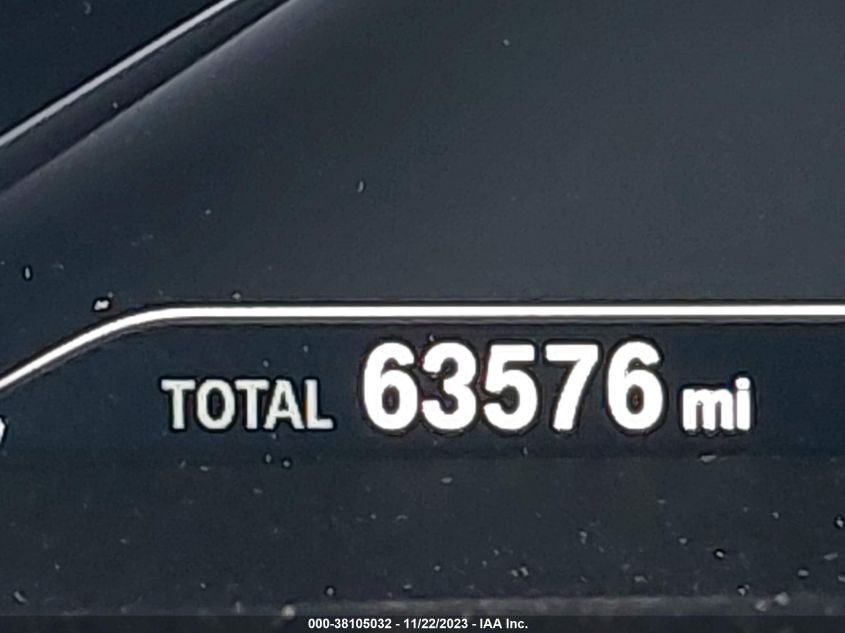 TOTAL 63576 mi
000-38105032 - 11/22/2023 - IAA Inc.